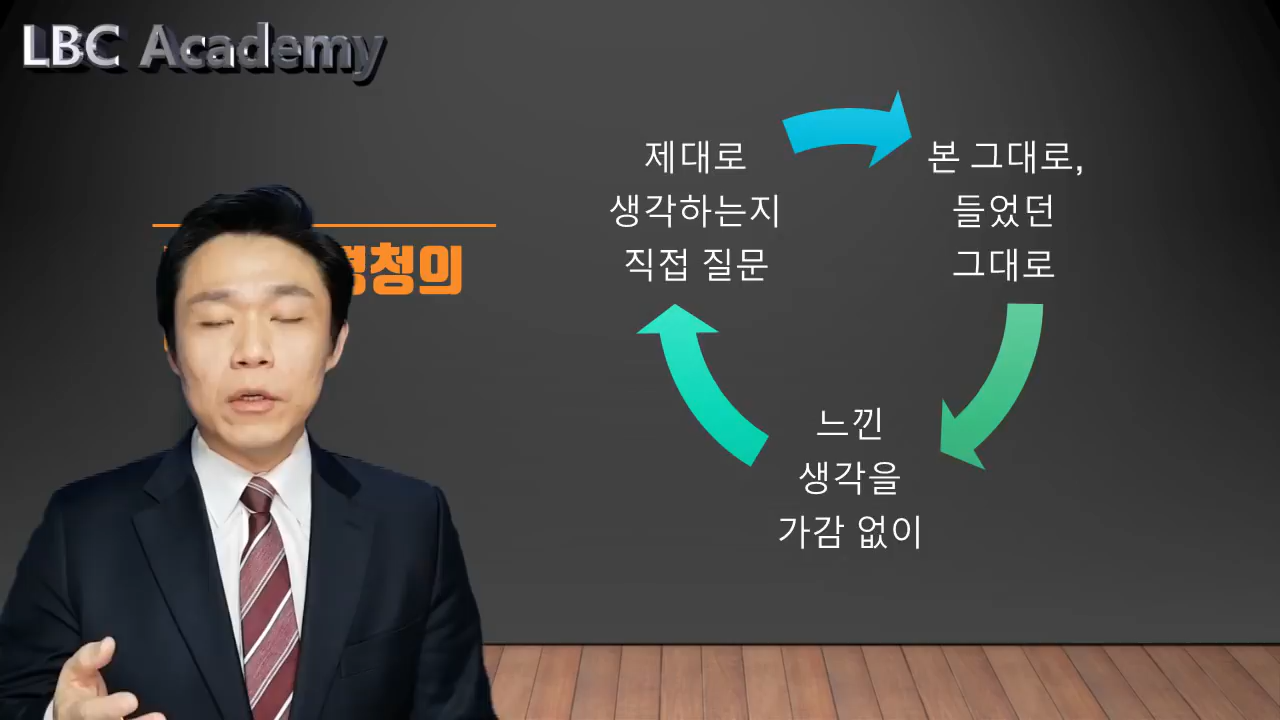 LBC Academy
경청의
제대로
생각하는지
직접 질문
본 그대로,
들었던
그대로
느낀
생각을
가감 없이